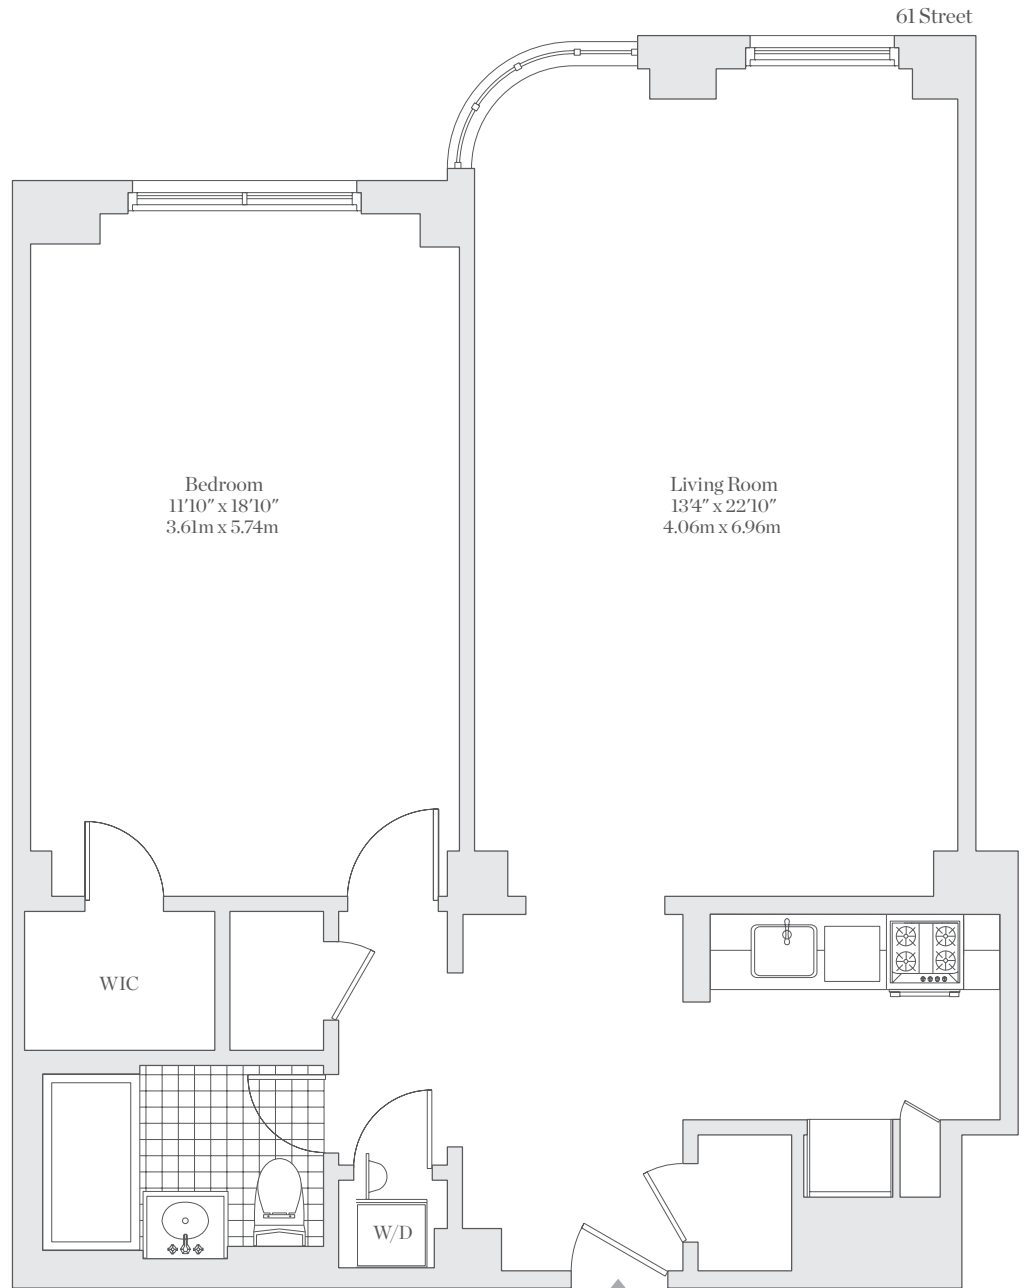 61 Street
Bedroom
11'10" x 18'10"
3.61m x 5.74m
Living Room
13'4" x 22'10"
4.06m x 6.96m
WIC
W/D